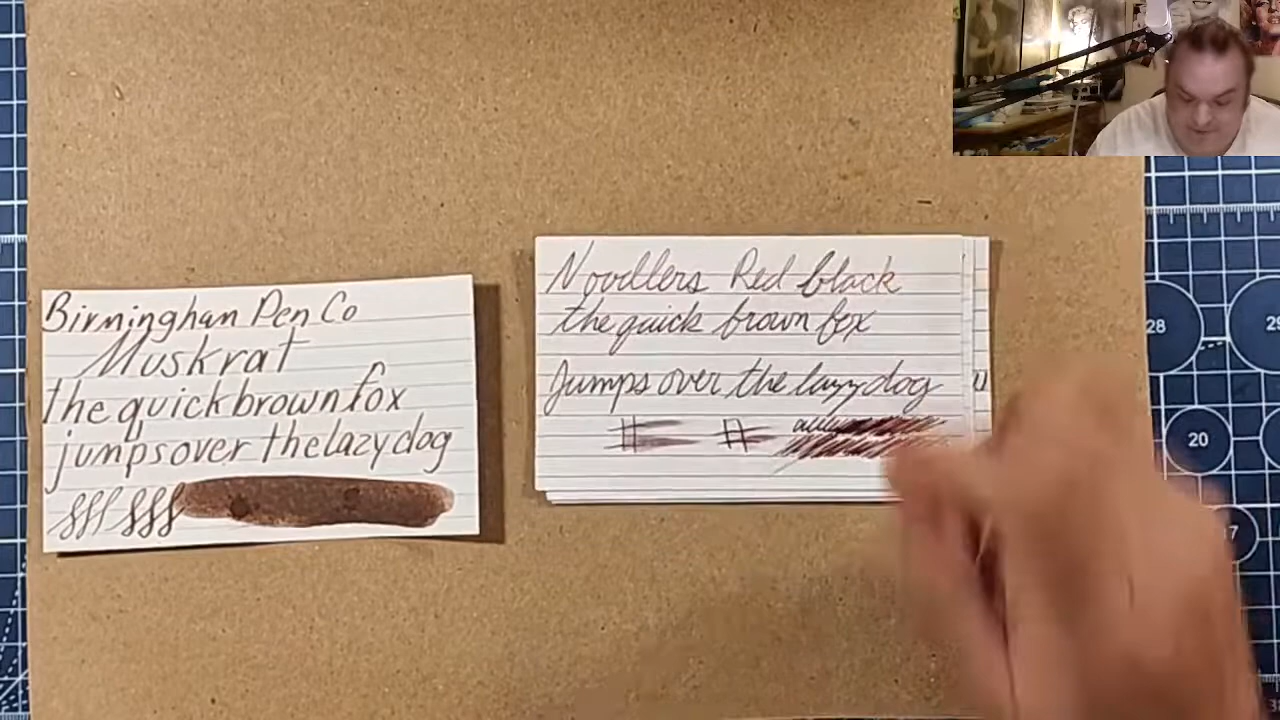 Birminghan Pen Co
Muskrat
the quick brown fox
jumps over the lazy dog
Noodlers Red black
the quick brown fox
Jumps over the lazy dog
28
20